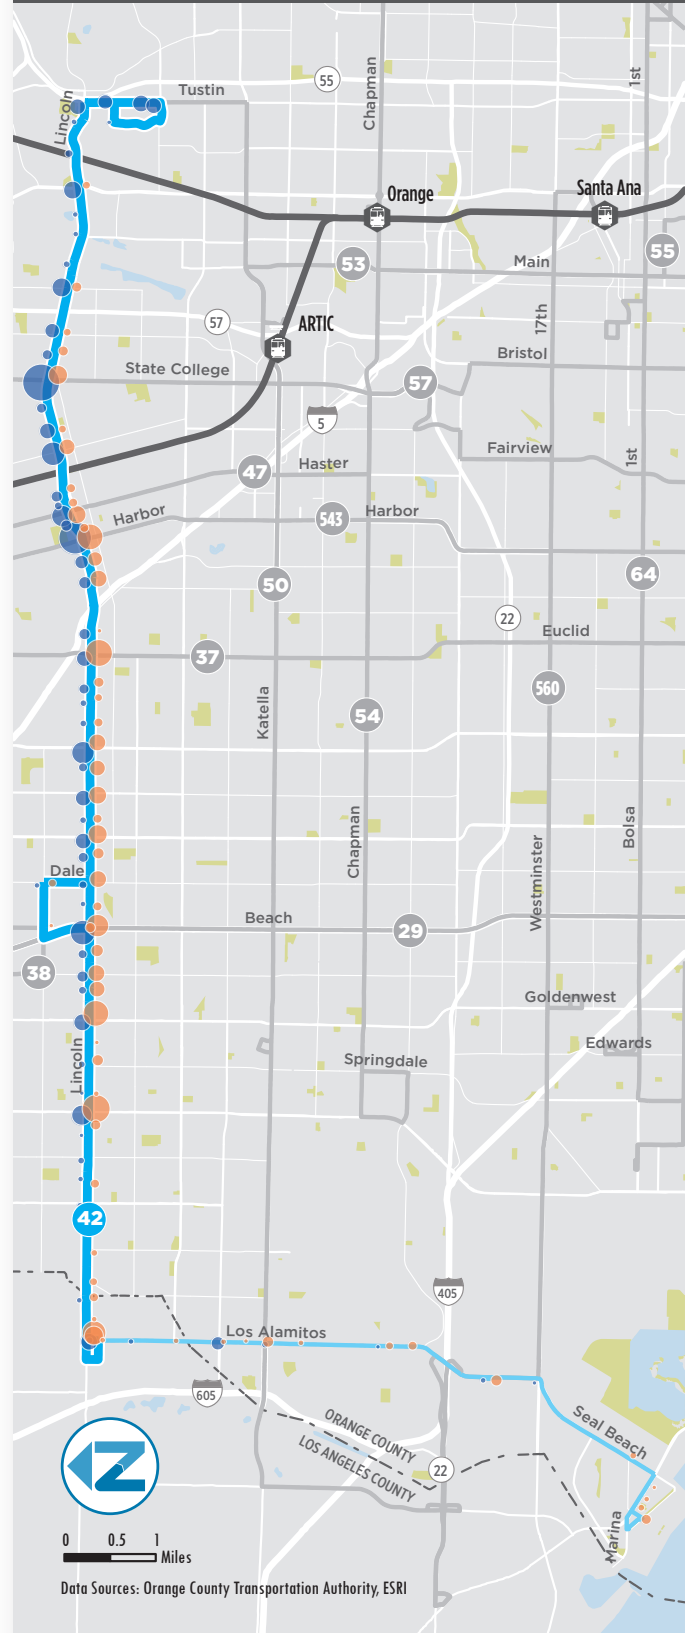 Tustin
55
Chapman
1st
Lincoln
Orange
Santa Ana
53
Main
55
57
ARTIC
17th
State College
Bristol
57
5
Fairview
1st
47
Haster
Harbor
543
Harbor
50
64
22
Euclid
37
560
Katella
54
Chapman
Bolsa
Westminster
Dale
Beach
29
38
Goldenwest
Lincoln
Springdale
Edwards
42
405
Los Alamitos
605
ORANGE COUNTY
LOS ANGELES COUNTY
Seal Beach
22
Marina
Z
0 0.5 1
Miles
Data Sources: Orange County Transportation Authority, ESRI